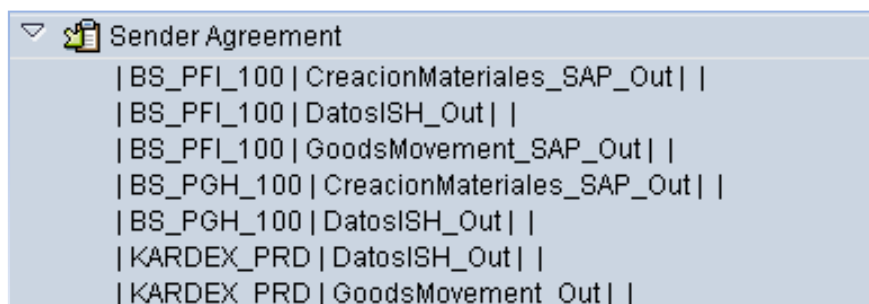 Sender Agreement
| BS_PFI_100 | CreacionMateriales_SAP_Out | |
| BS_PFI_100 | DatosISH_Out | |
| BS_PFI_100 | GoodsMovement_SAP_Out | |
| BS_PGH_100 | CreacionMateriales_SAP_Out | |
| BS_PGH_100 | DatosISH_Out | |
| KARDEX_PRD | DatosISH_Out | |
| KARDEX_PRD | GoodsMovement_Out | |